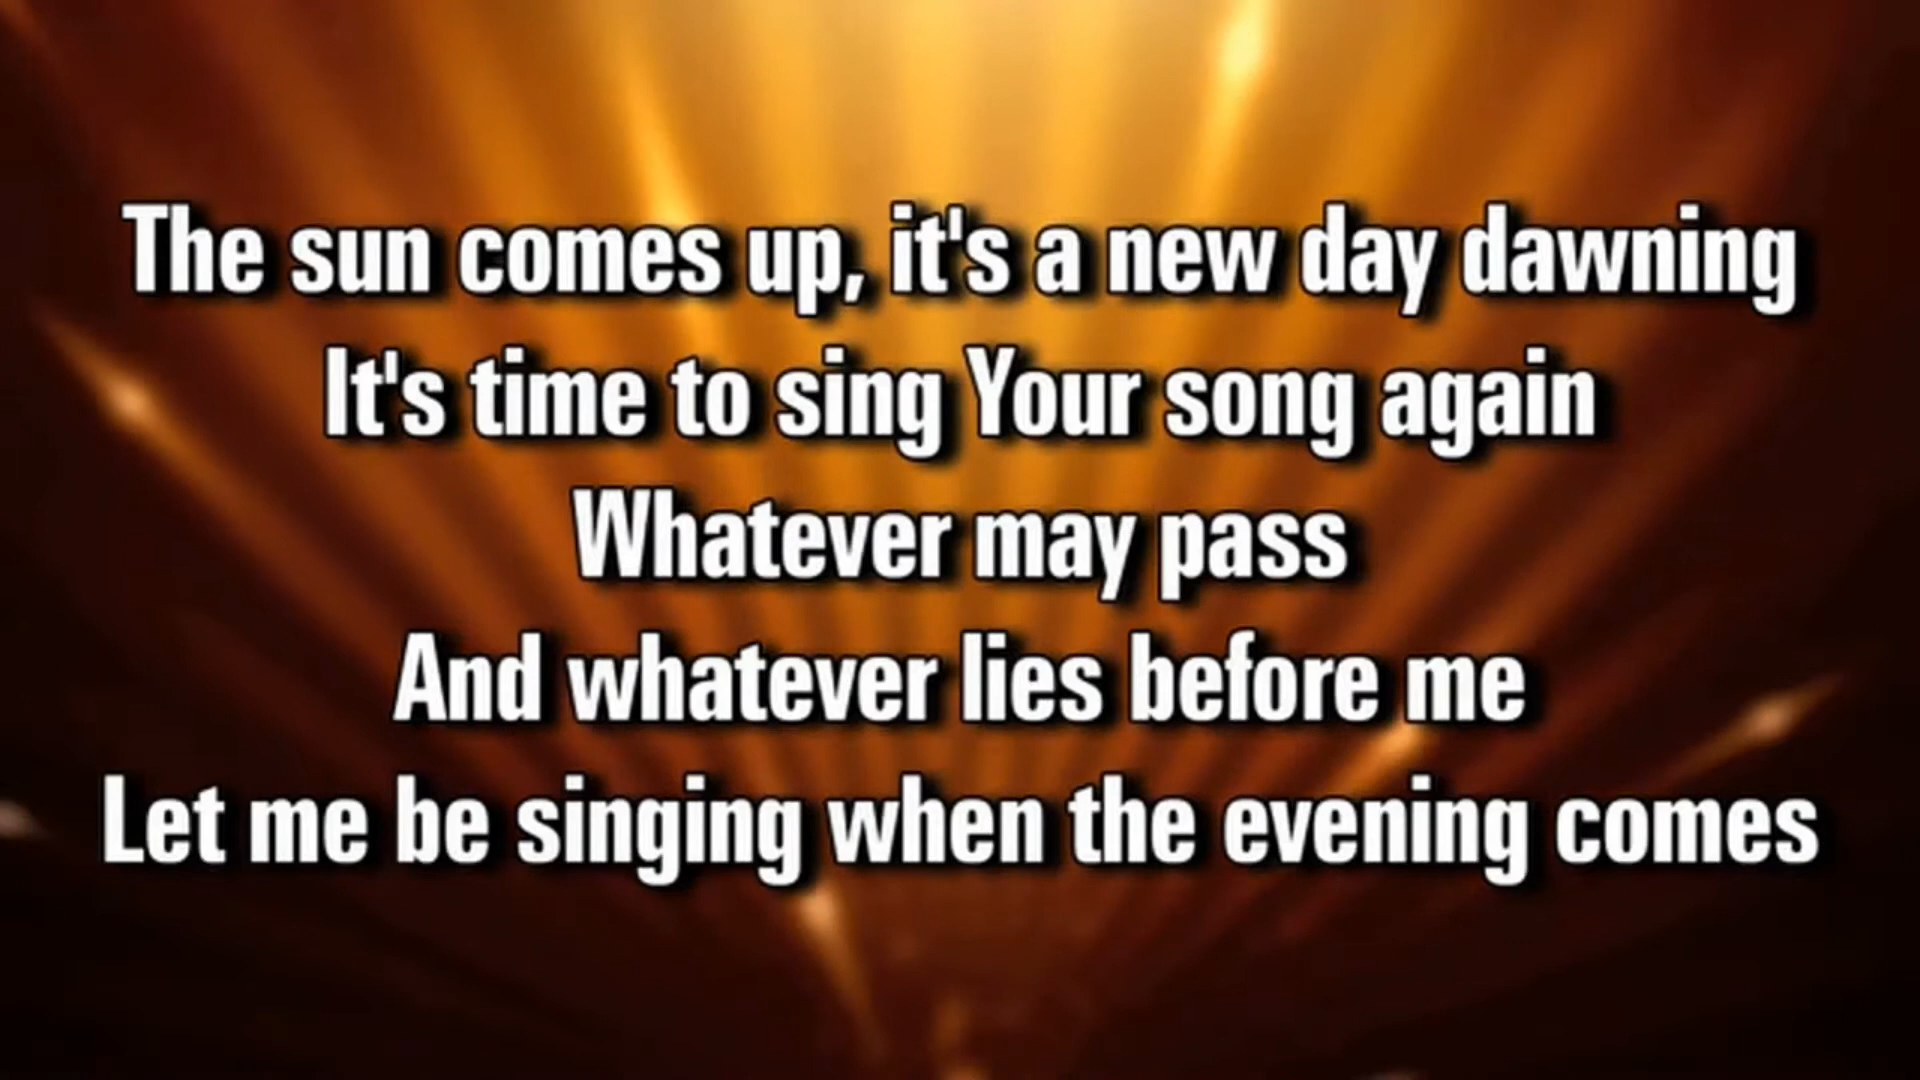 The sun comes up, it's a new day dawning
It's time to sing Your song again
Whatever may pass
And whatever lies before me
Let me be singing when the evening comes